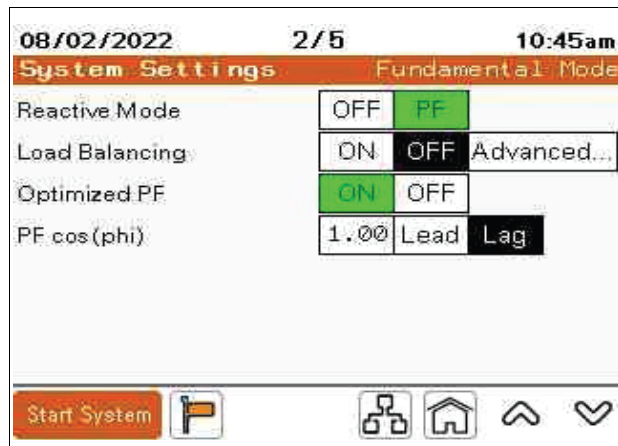 08/02/2022 2/5 10:45am
System Settings Fundamental Mode
Reactive Mode OFF PF
Load Balancing ON OFF Advanced...
Optimized PF ON OFF
PF cos(phi) 1.00 Lead Lag
Start System